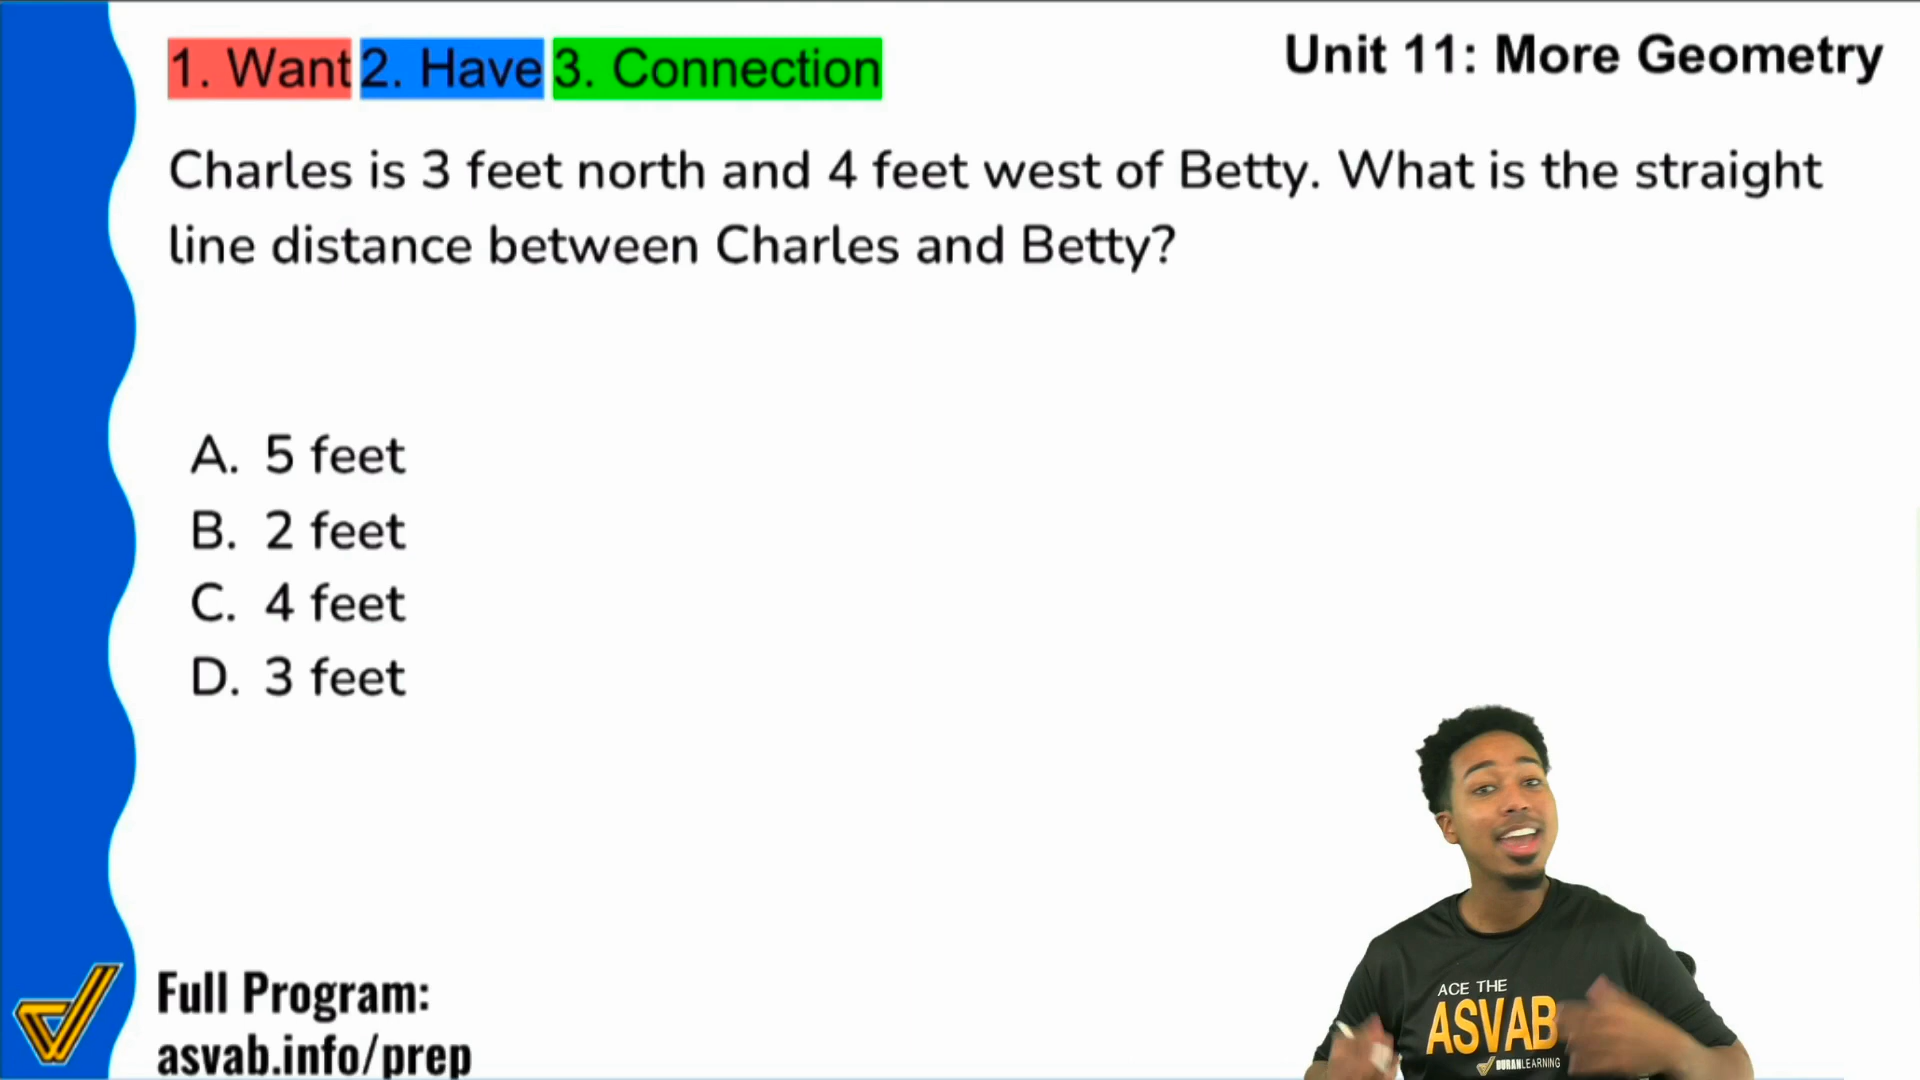 1. Want 2. Have 3. Connection
Unit 11: More Geometry
Charles is 3 feet north and 4 feet west of Betty. What is the straight
line distance between Charles and Betty?
A. 5 feet
B. 2 feet
C. 4 feet
D. 3 feet
Full Program:
asvab.info/prep
ACE THE
ASVAB
DURANLEARNING